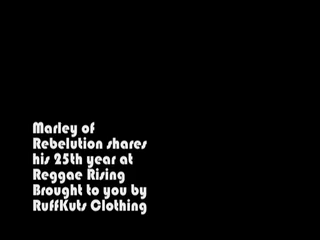 Marley of
Rebelution shares
his 25th year at
Reggae Rising
Brought to you by
RuffKuts Clothing